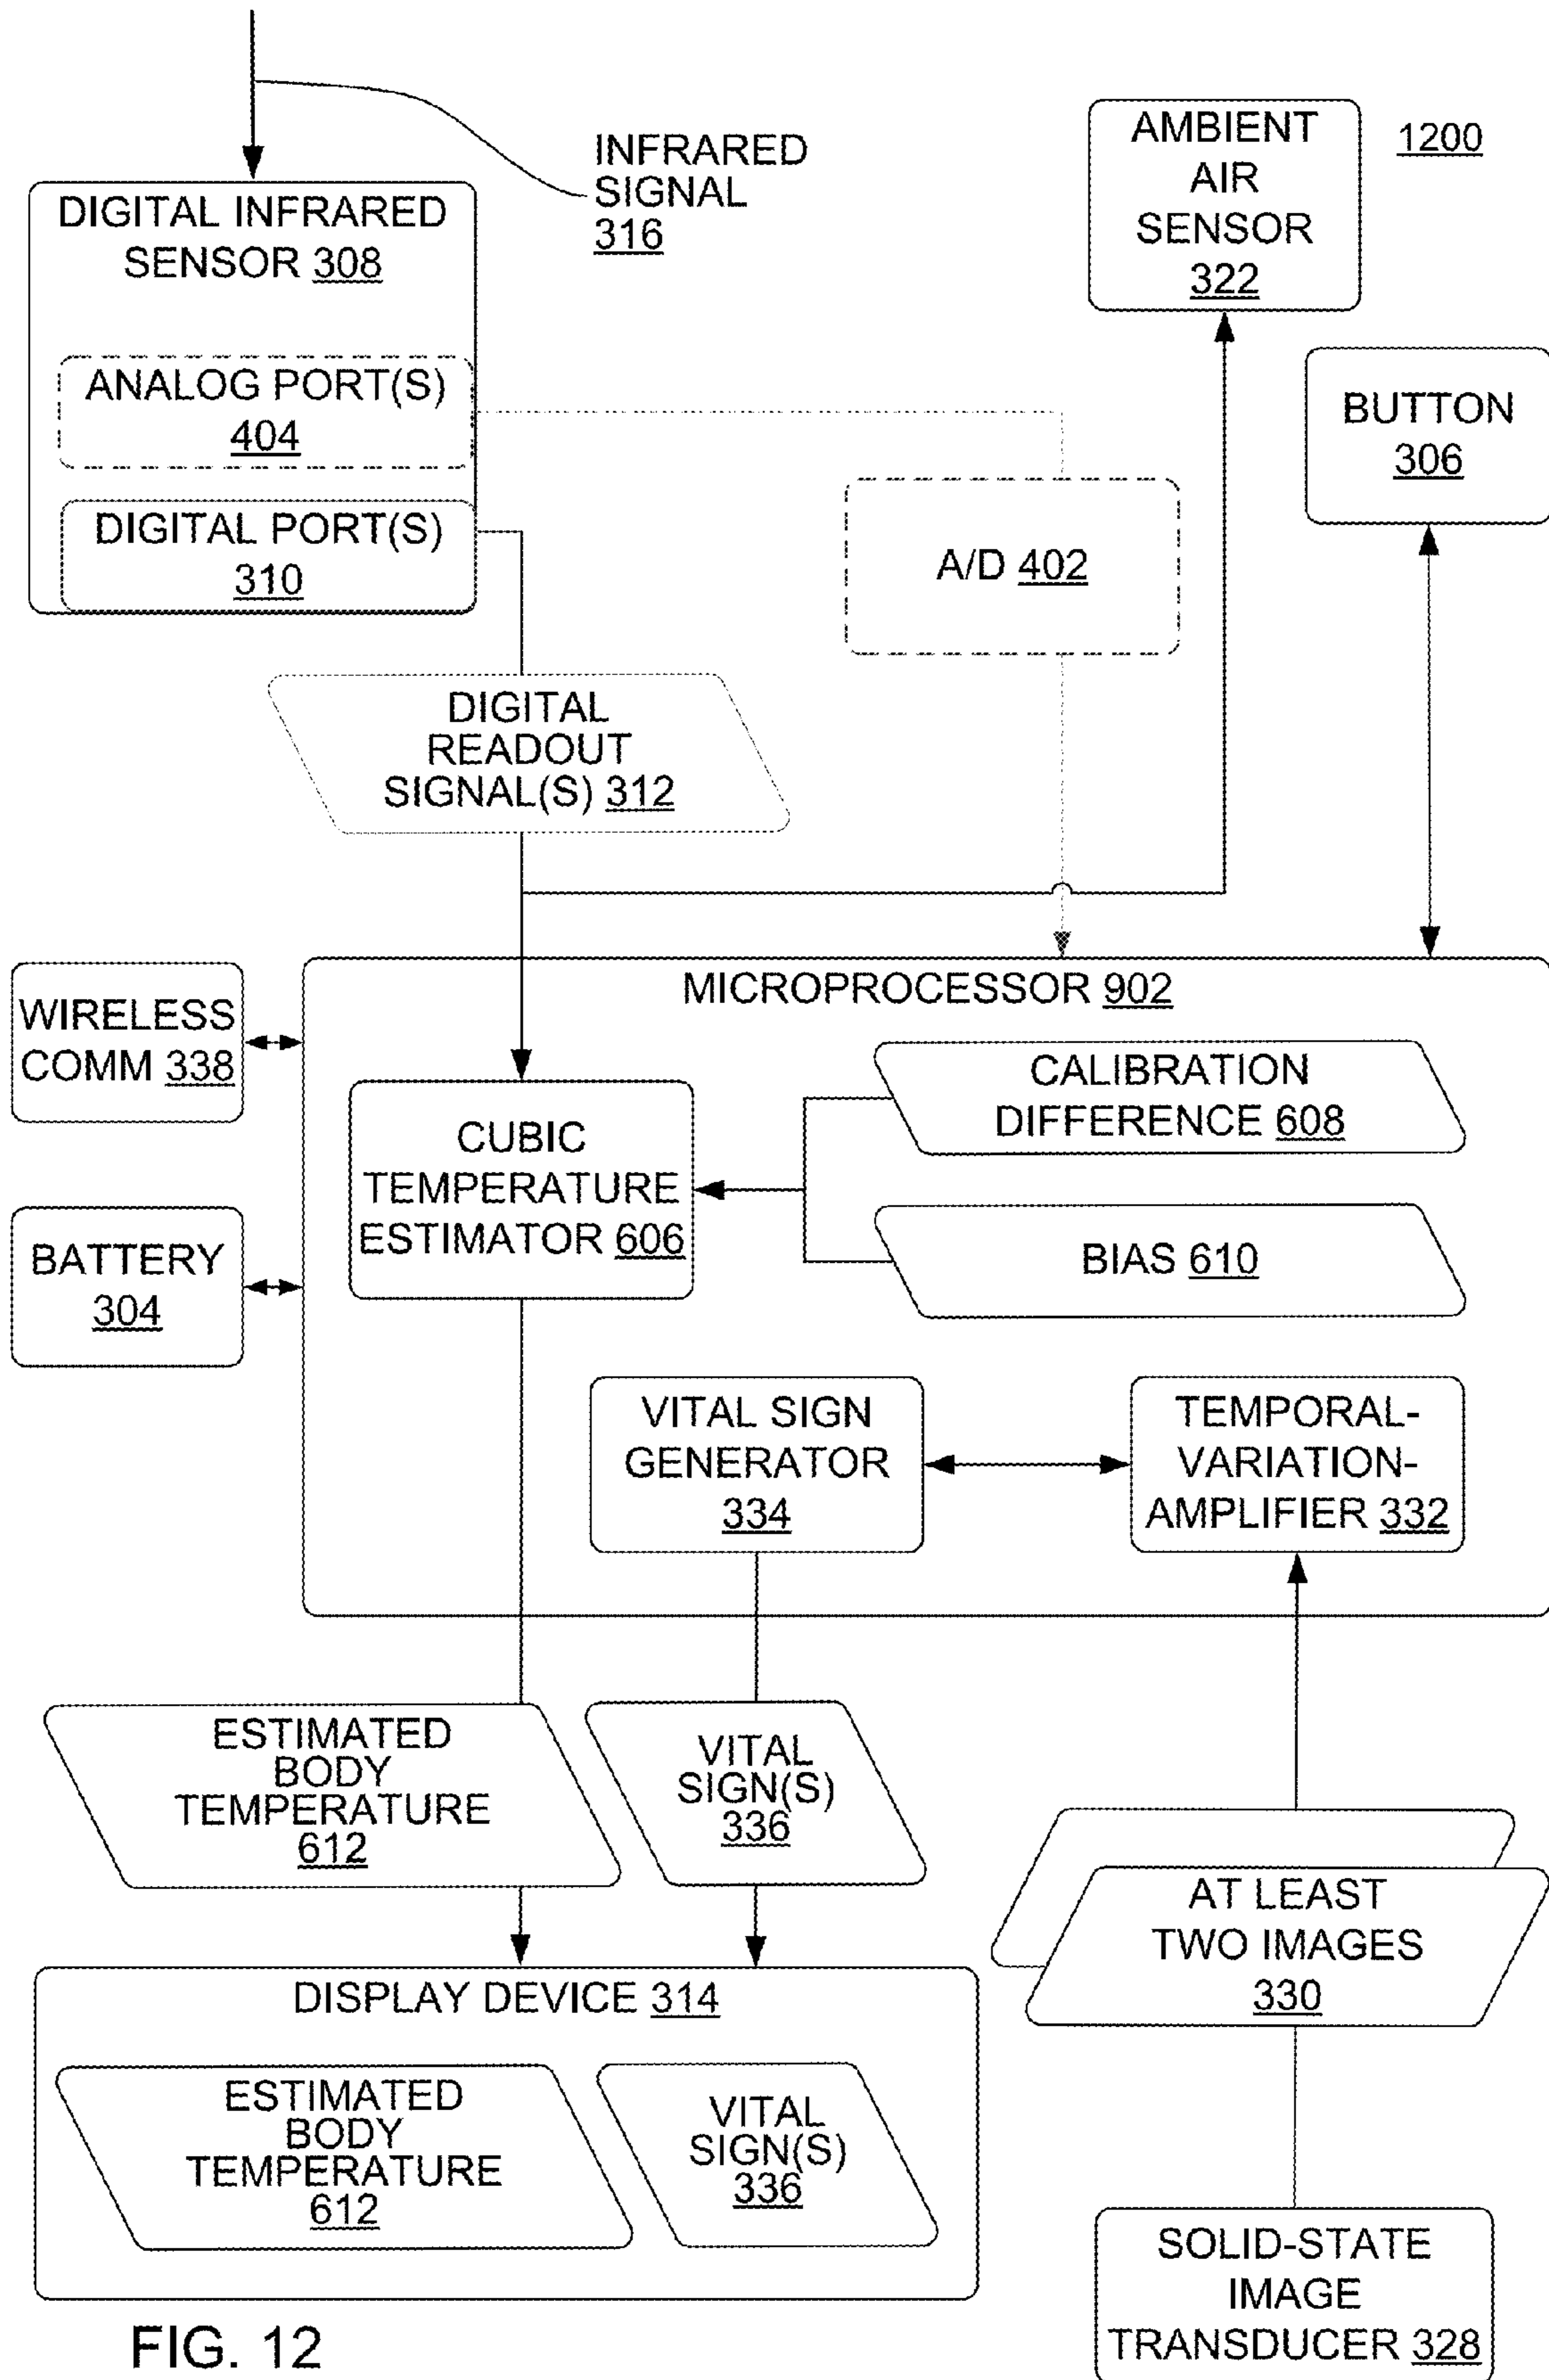 INFRARED
SIGNAL
316
AMBIENT
AIR
SENSOR
322
1200
DIGITAL INFRARED
SENSOR 308
ANALOG PORT(S)
404
DIGITAL PORT(S)
310
A/D 402
BUTTON
306
DIGITAL
READOUT
SIGNAL(S) 312
WIRELESS
COMM 338
BATTERY
304
MICROPROCESSOR 902
CUBIC
TEMPERATURE
ESTIMATOR 606
CALIBRATION
DIFFERENCE 608
BIAS 610
VITAL SIGN
GENERATOR
334
TEMPORAL-
VARIATION-
AMPLIFIER 332
ESTIMATED
BODY
TEMPERATURE
612
VITAL
SIGN(S)
336
AT LEAST
TWO IMAGES
330
DISPLAY DEVICE 314
ESTIMATED
BODY
TEMPERATURE
612
VITAL
SIGN(S)
336
SOLID-STATE
IMAGE
TRANSDUCER 328
FIG. 12